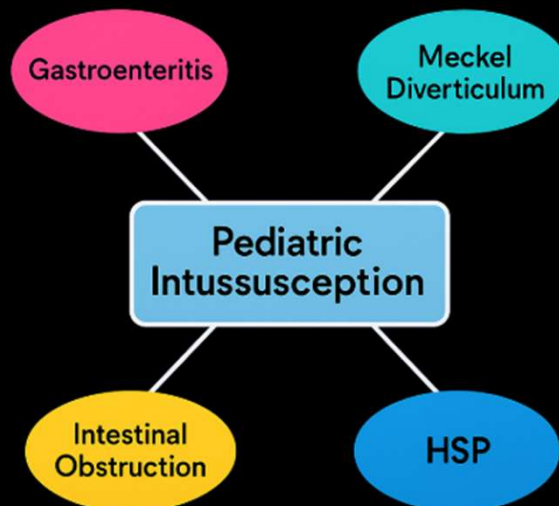 Gastroenteritis
Meckel
Diverticulum
Pediatric
Intussusception
Intestinal
Obstruction
HSP